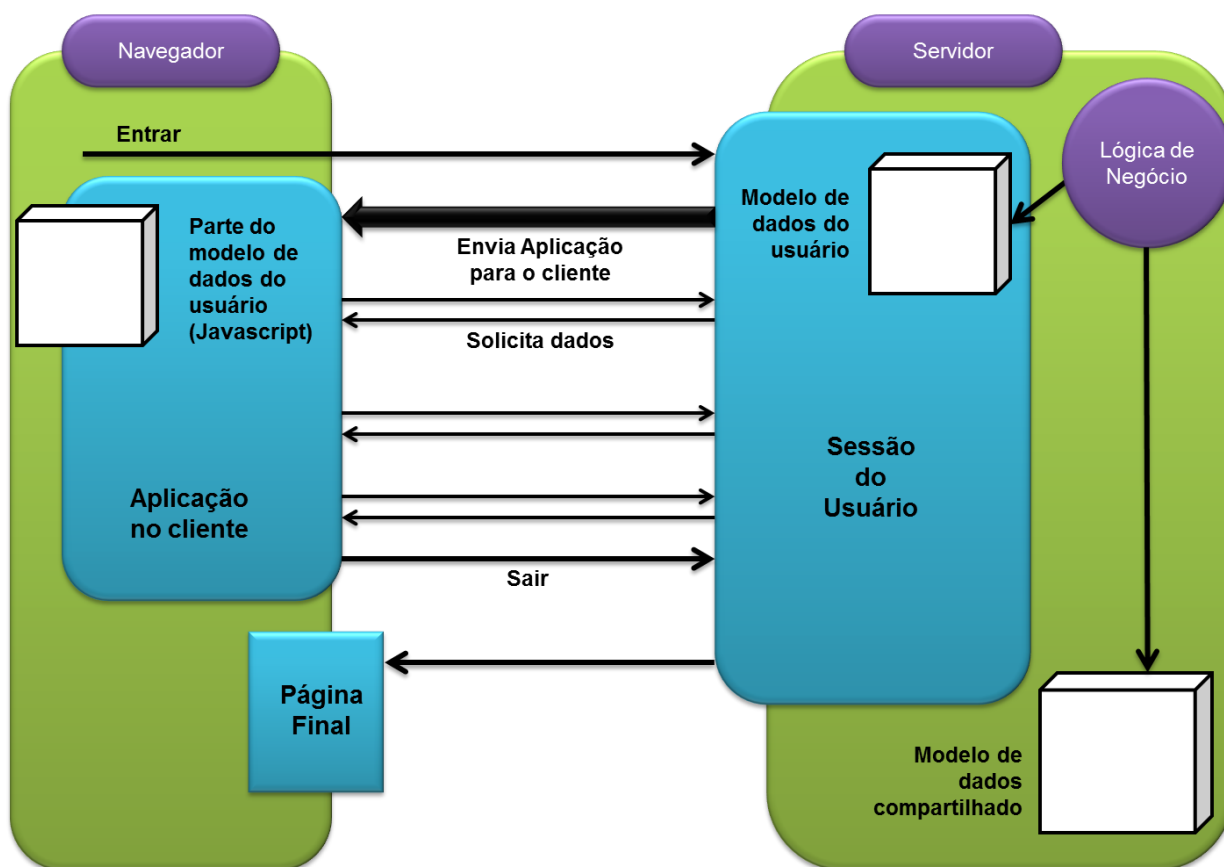 Navegador
Servidor
Entrar
Lógica de
Negócio
Parte do
modelo de
dados do
usuário
(Javascript)
Envia Aplicação
para o cliente
Modelo de
dados do
usuário
Solicita dados
Aplicação
no cliente
Sessão
do
Usuário
Sair
Página
Final
Modelo de
dados
compartilhado